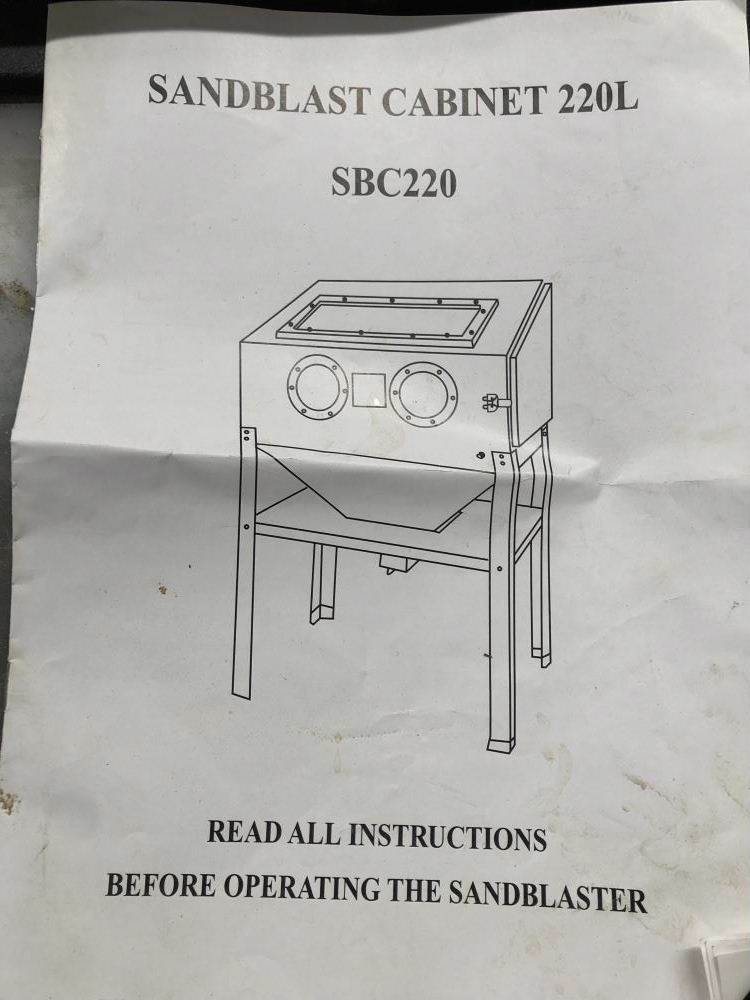 SANDBLAST CABINET 220L
SBC220
READ ALL INSTRUCTIONS
BEFORE OPERATING THE SANDBLASTER